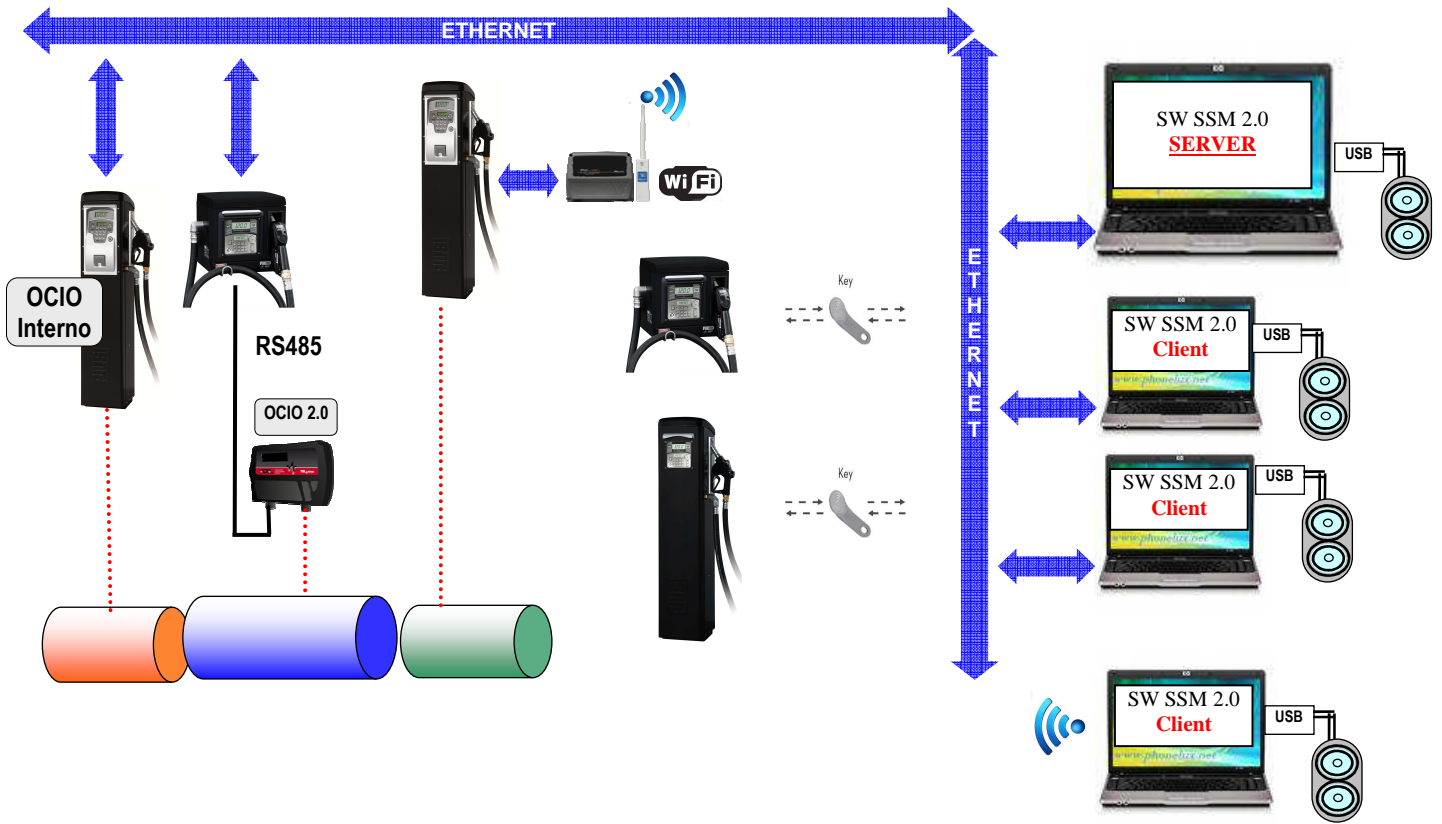 ETHERNET
SW SSM 2.0
SERVER
USB
WiFi
OCIO
Interno
Key
ETHERNET
RS485
SW SSM 2.0
Client
USB
www.phonelux.net
OCIO 2.0
Key
SW SSM 2.0
Client
USB
www.phonelux.net
SW SSM 2.0
Client
USB
www.phonelux.net